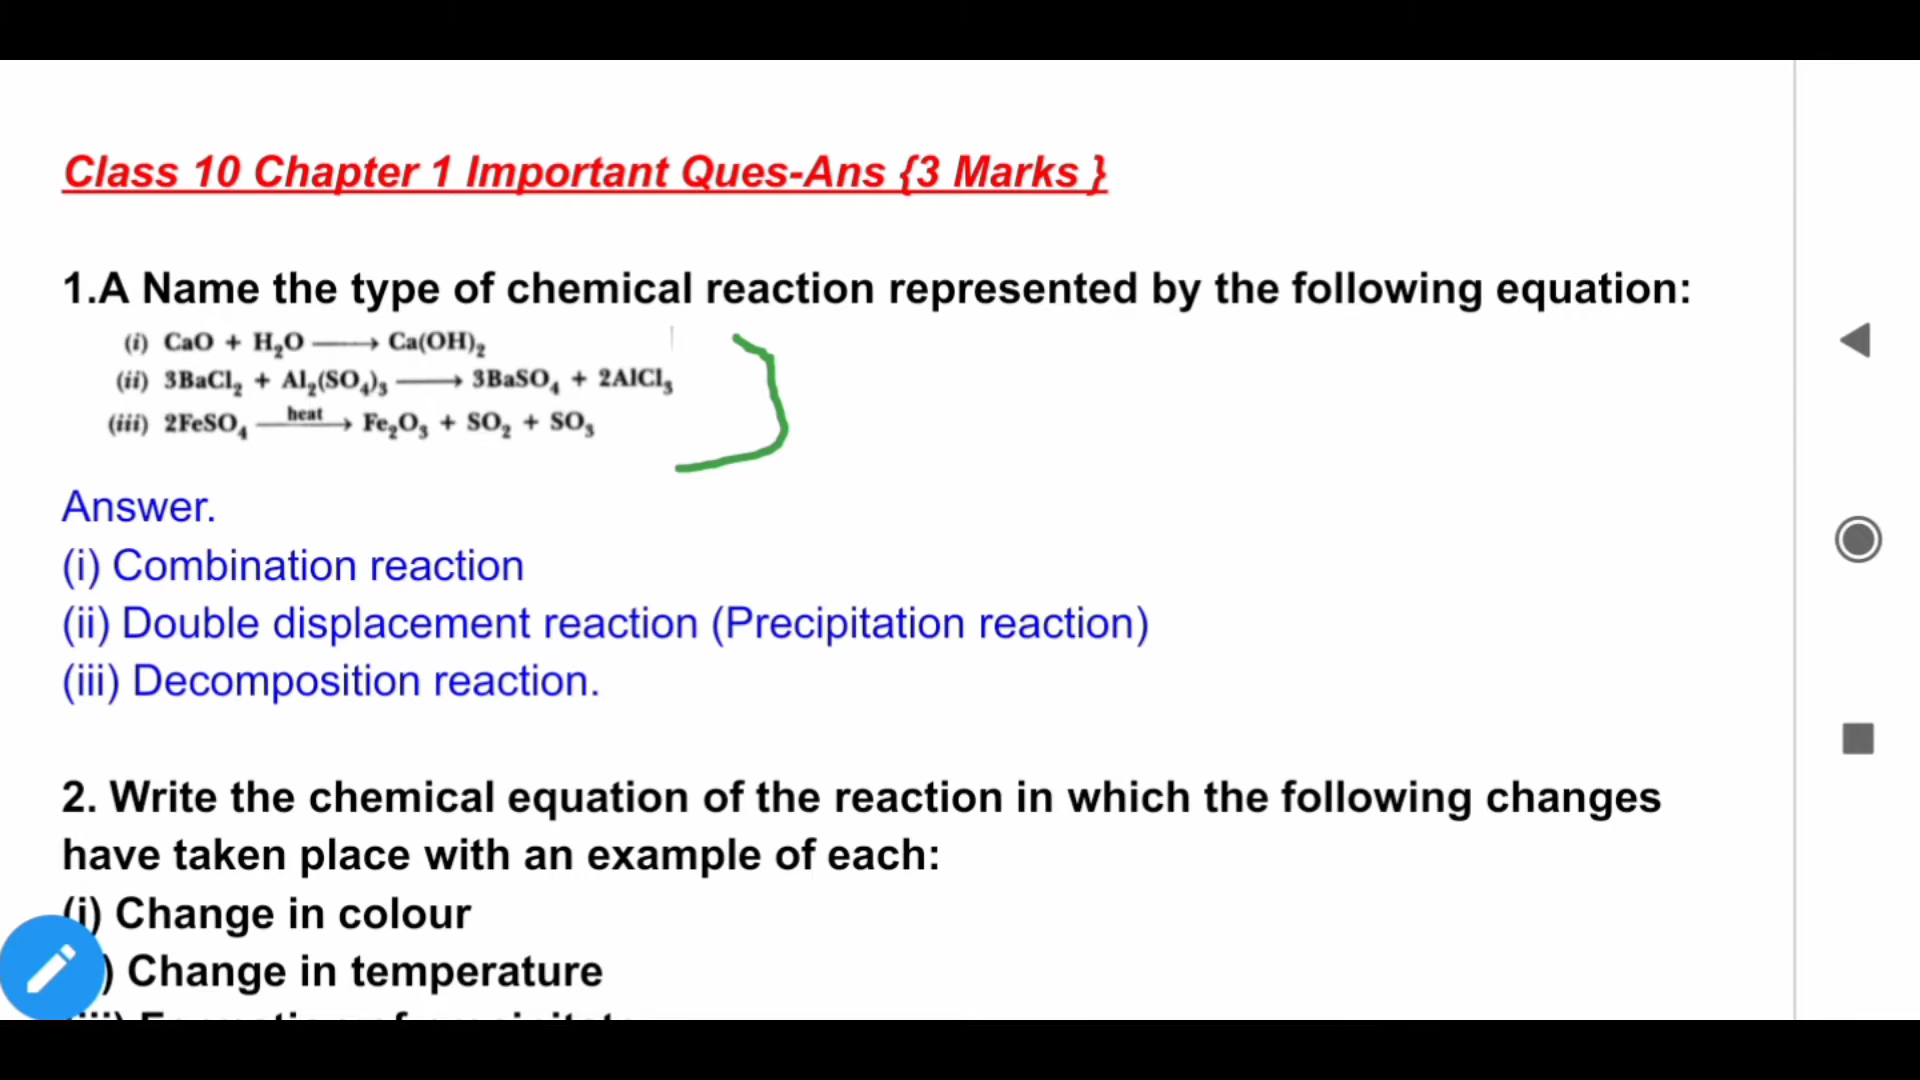 Class 10 Chapter 1 Important Ques-Ans {3 Marks }
1.A Name the type of chemical reaction represented by the following equation:
(i) CaO + H₂O ⟶ Ca(OH)₂
(ii) 3BaCl₂ + Al₂(SO₄)₃ ⟶ 3BaSO₄ + 2AlCl₃
(iii) 2FeSO₄ —heat→ Fe₂O₃ + SO₂ + SO₃
Answer.
(i) Combination reaction
(ii) Double displacement reaction (Precipitation reaction)
(iii) Decomposition reaction.
2. Write the chemical equation of the reaction in which the following changes
have taken place with an example of each:
(i) Change in colour
) Change in temperature